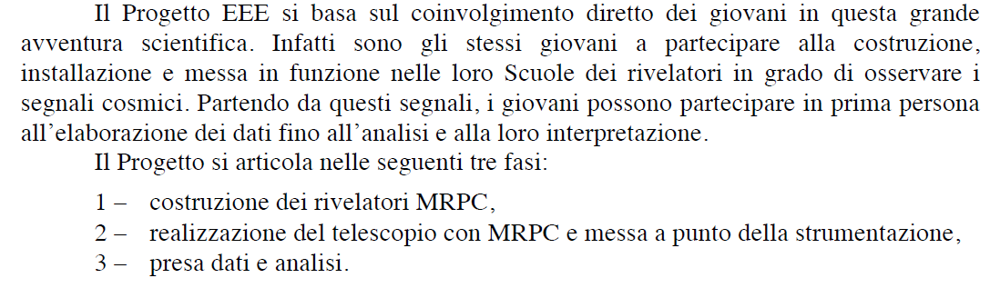 Il Progetto EEE si basa sul coinvolgimento diretto dei giovani in questa grande
avventura scientifica. Infatti sono gli stessi giovani a partecipare alla costruzione,
installazione e messa in funzione nelle loro Scuole dei rivelatori in grado di osservare i
segnali cosmici. Partendo da questi segnali, i giovani possono partecipare in prima persona
all’elaborazione dei dati fino all’analisi e alla loro interpretazione.
Il Progetto si articola nelle seguenti tre fasi:
1 – costruzione dei rivelatori MRPC,
2 – realizzazione del telescopio con MRPC e messa a punto della strumentazione,
3 – presa dati e analisi.